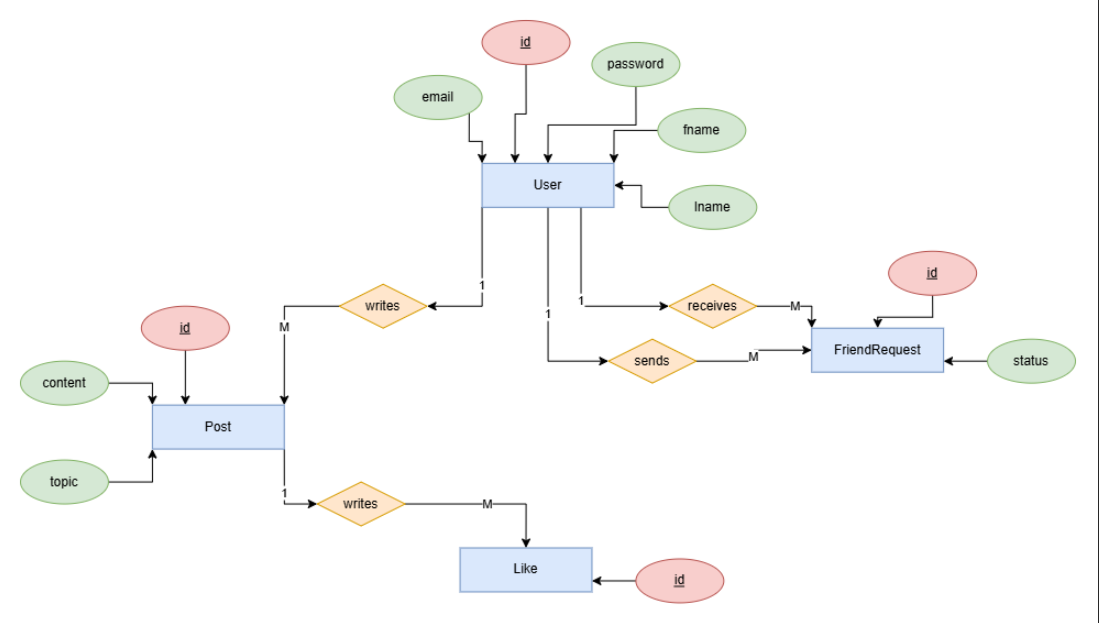 id
password
email
fname
User
lname
1
writes
M
id
content
Post
topic
1
receives
M
1
sends
M
id
FriendRequest
status
1
writes
M
Like
id